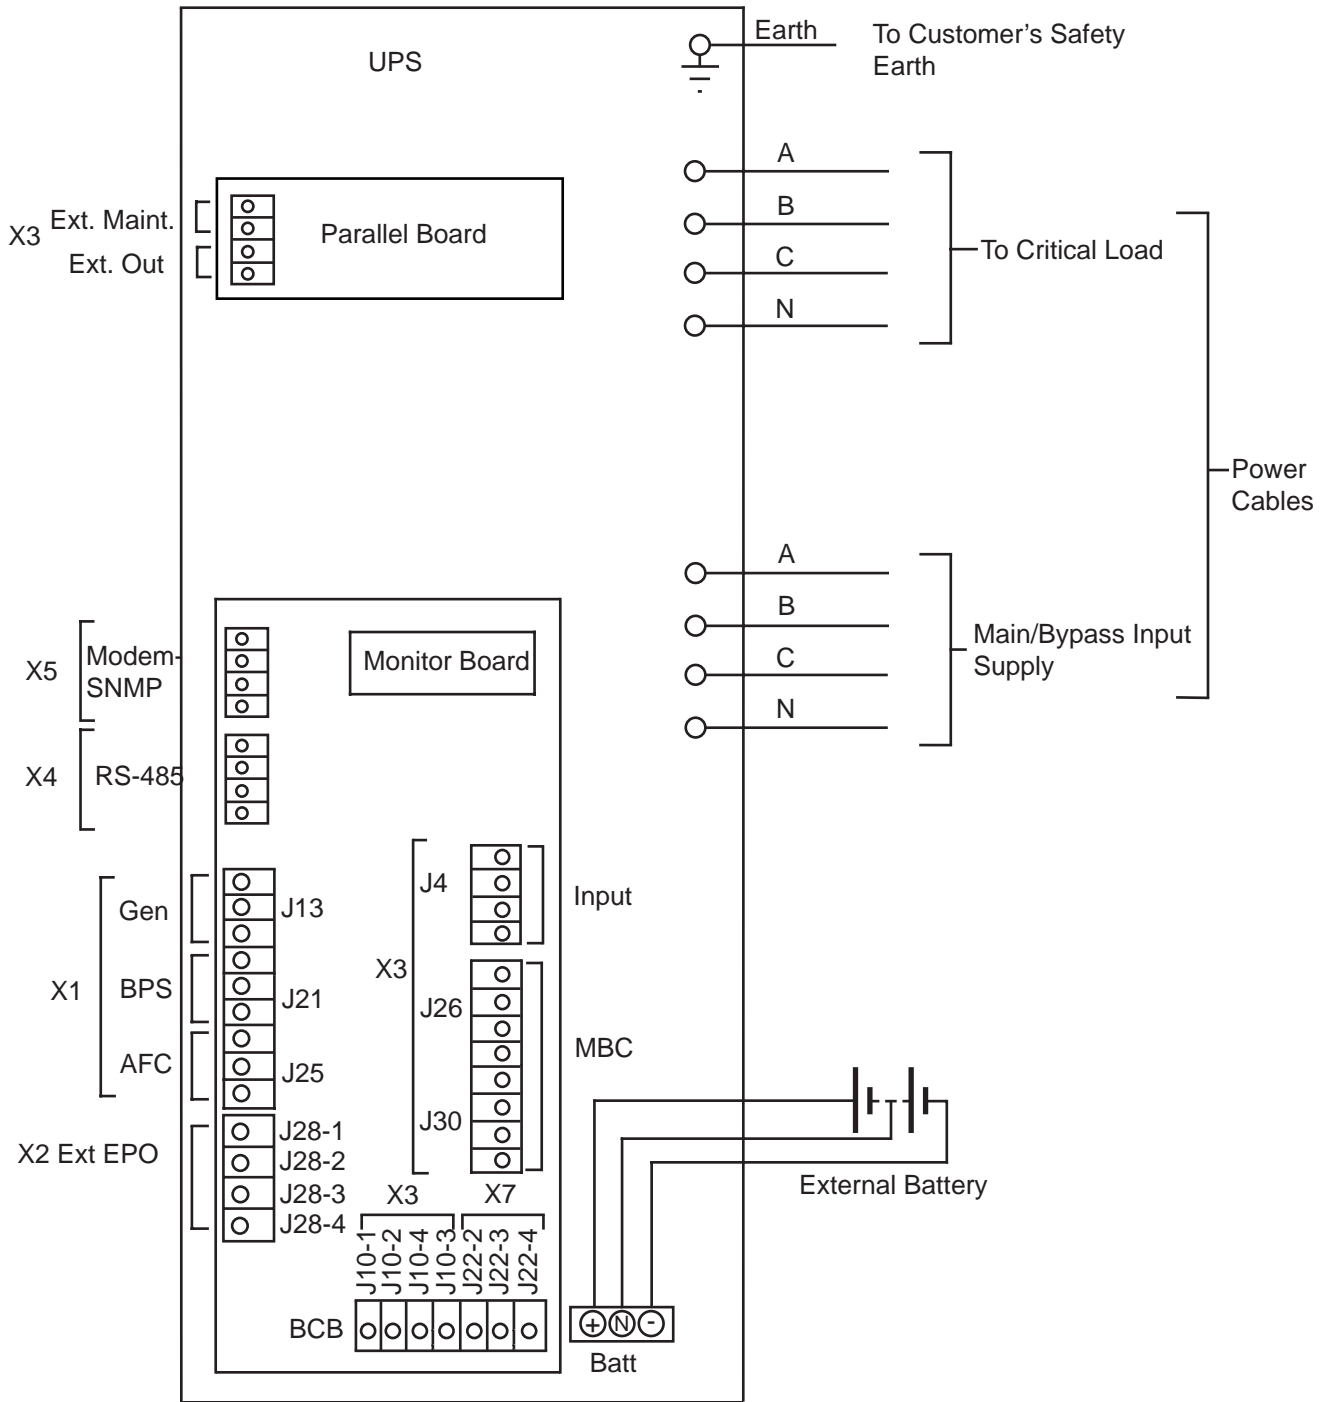 UPS
Earth
To Customer’s Safety
Earth
X3
Ext. Maint.
Ext. Out
Parallel Board
A
B
C
N
To Critical Load
Power
Cables
A
B
C
N
Main/Bypass Input
Supply
X5
Modem-
SNMP
Monitor Board
X4
RS-485
X1
Gen
J13
BPS
J21
AFC
J25
X2 Ext EPO
J28-1
J28-2
J28-3
J28-4
X3
J4
Input
J26
MBC
J30
X3
X7
J10-1
J10-2
J10-4
J10-3
J22-2
J22-3
J22-4
BCB
+
N
-
Batt
External Battery